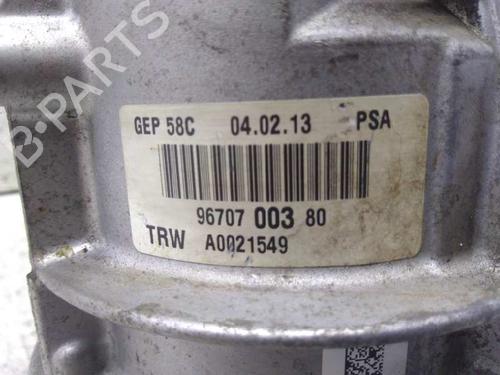 B-PARTS
GEP 58C 04.02.13 PSA
96707 003 80
TRW A0021549